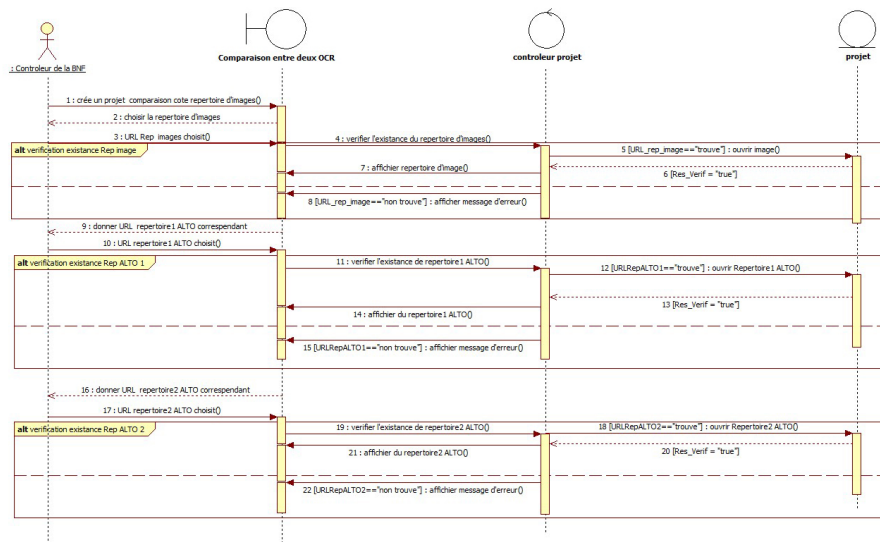 : Controleur de la BNF
Comparaison entre deux OCR
controleur projet
projet
1 : crée un projet comparaison cote repertoire d'images()
2 : choisir la repertoire d'images
3 : URL Rep images choisit()
4 : verifier l'existance du repertoire d'images()
alt verification existance Rep image
5 [URL_rep_image=="trouve"] : ouvrir image()
6 [Res_Verif = "true"]
7 : affichier repertoire d'image()
8 [URL_rep_image=="non trouve"] : afficher message d'erreur()
9 : donner URL repertoire1 ALTO correspendant
10 : URL repertoire1 ALTO choisit()
alt verification existance Rep ALTO 1
11 : verifier l'existance de repertoire1 ALTO()
12 [URLRepALTO1=="trouve"] : ouvrir Repertoire1 ALTO()
13 [Res_Verif = "true"]
14 : affichier du repertoire1 ALTO()
15 [URLRepALTO1=="non trouve"] : affichier message d'erreur()
16 : donner URL repertoire2 ALTO correspendant
17 : URL repertoire2 ALTO choisit()
alt verification existance Rep ALTO 2
19 : verifier l'existance de repertoire2 ALTO()
18 [URLRepALTO2=="trouve"] : ouvrir Repertoire2 ALTO()
20 [Res_Verif = "true"]
21 : affichier du repertoire2 ALTO()
22 [URLRepALTO2=="non trouve"] : affichier message d'erreur()